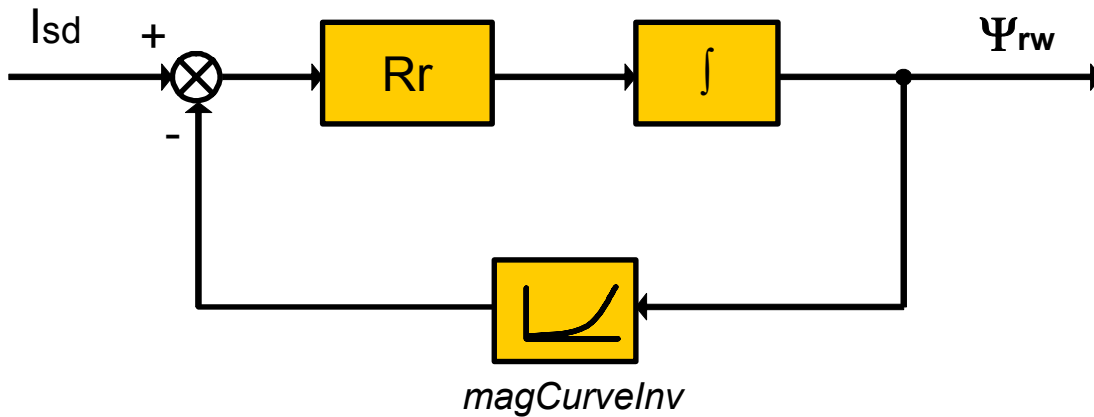 Isd
+
-
Rr
∫
Ψrw
magCurveInv